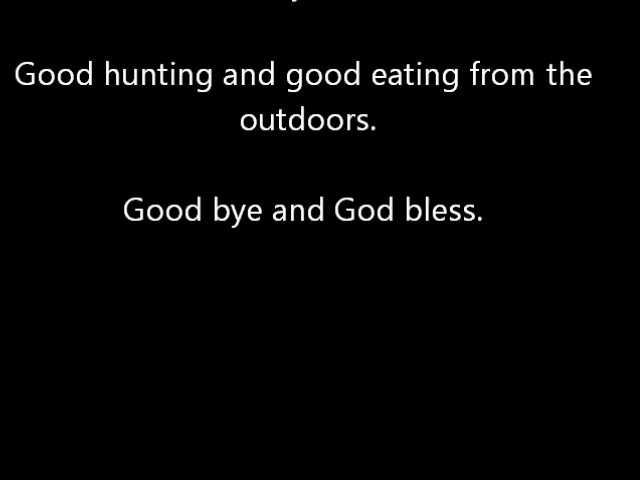 Good hunting and good eating from the
outdoors.
Good bye and God bless.